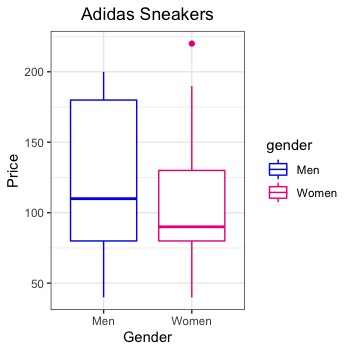 Adidas Sneakers
200
150
100
50
Price
Men
Women
Gender
gender
Men
Women